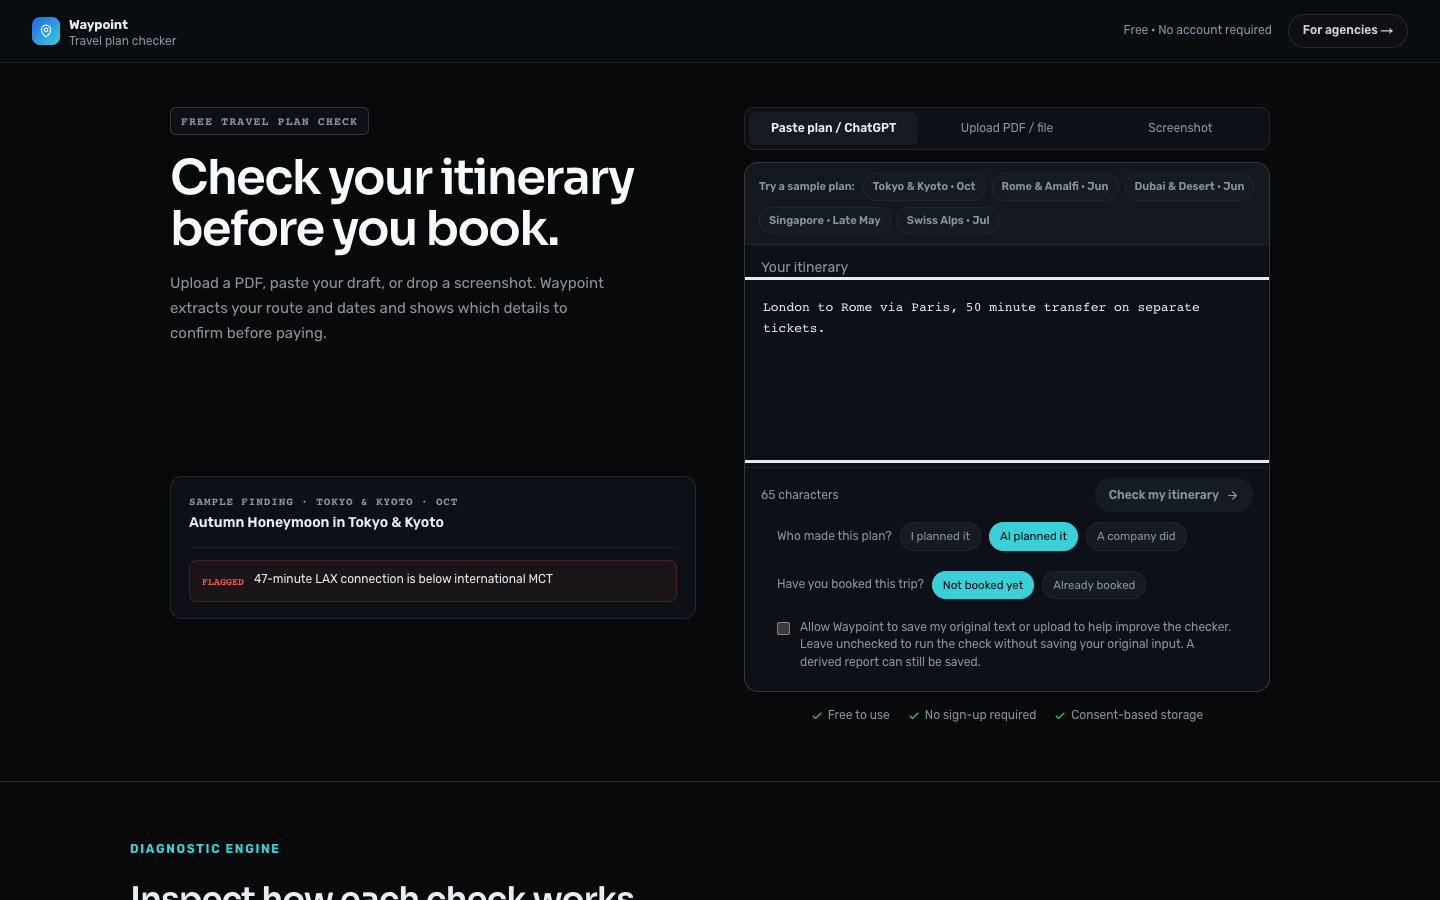 Waypoint
Travel plan checker
Free • No account required
For agencies →
FREE TRAVEL PLAN CHECK
Check your itinerary
before you book.
Upload a PDF, paste your draft, or drop a screenshot. Waypoint
extracts your route and dates and shows which details to
confirm before paying.
SAMPLE FINDING · TOKYO & KYOTO · OCT
Autumn Honeymoon in Tokyo & Kyoto
FLAGGED 47-minute LAX connection is below international MCT
Paste plan / ChatGPT
Upload PDF / file
Screenshot
Try a sample plan:
Tokyo & Kyoto • Oct
Rome & Amalfi • Jun
Dubai & Desert • Jun
Singapore • Late May
Swiss Alps • Jul
Your itinerary
London to Rome via Paris, 50 minute transfer on separate
tickets.
65 characters
Check my itinerary →
Who made this plan?
I planned it
AI planned it
A company did
Have you booked this trip?
Not booked yet
Already booked
Allow Waypoint to save my original text or upload to help improve the checker.
Leave unchecked to run the check without saving your original input. A
derived report can still be saved.
Free to use
No sign-up required
Consent-based storage
DIAGNOSTIC ENGINE
Inspect how each check works